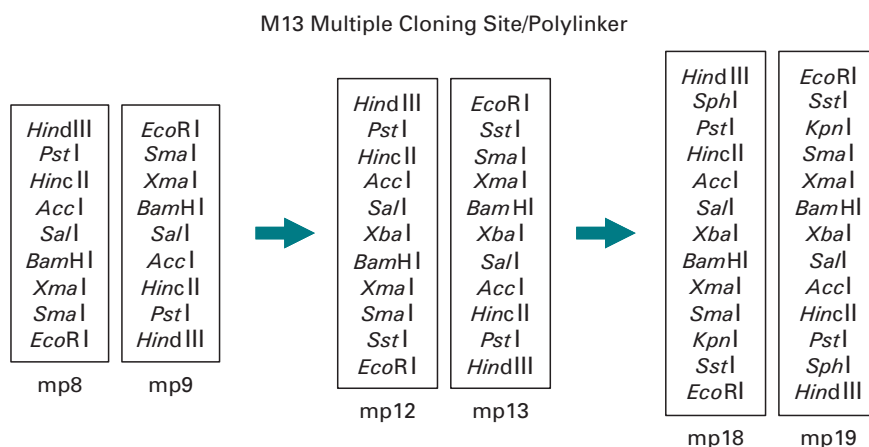 M13 Multiple Cloning Site/Polylinker
HindIII
PstI
HincII
AccI
SalI
BamHI
XmaI
SmaI
EcoRI
mp8
EcoRI
SmaI
XmaI
BamHI
SalI
AccI
HincII
PstI
HindIII
mp9
HindIII
PstI
HincII
AccI
SalI
XbaI
BamHI
XmaI
SmaI
SstI
EcoRI
mp12
EcoRI
SstI
SmaI
XmaI
BamHI
XbaI
SalI
AccI
HincII
PstI
HindIII
mp13
HindIII
SphI
PstI
HincII
AccI
SalI
XbaI
BamHI
XmaI
SmaI
KpnI
SstI
EcoRI
mp18
EcoRI
SstI
KpnI
SmaI
XmaI
BamHI
XbaI
SalI
AccI
HincII
PstI
SphI
HindIII
mp19